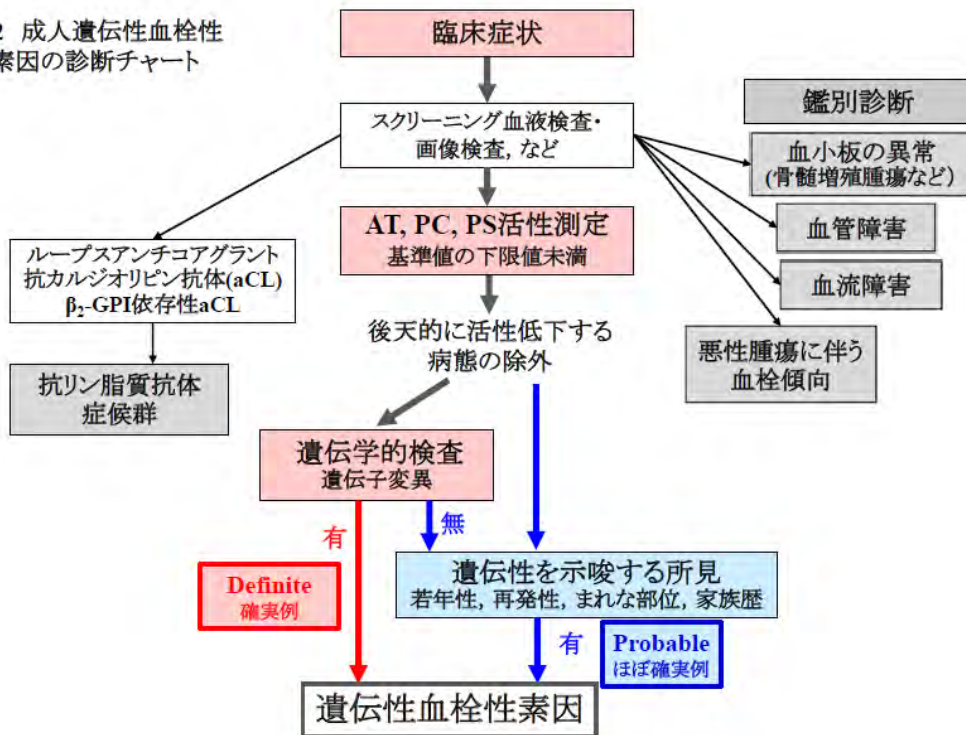 2 成人遺伝性血栓性
素因の診断チャート
臨床症状
スクリーニング血液検査・
画像検査, など
鑑別診断
血小板の異常
(骨髄増殖腫瘍など)
血管障害
血流障害
悪性腫瘍に伴う
血栓傾向
AT, PC, PS活性測定
基準値の下限値未満
ループスアンチコアグラント
抗カルジオリピン抗体(aCL)
β₂-GPI依存性aCL
抗リン脂質抗体
症候群
後天的に活性低下する
病態の除外
遺伝学的検査
遺伝子変異
有
無
Definite
確実例
遺伝性を示唆する所見
若年性, 再発性, まれな部位, 家族歴
有
Probable
ほぼ確実例
遺伝性血栓性素因